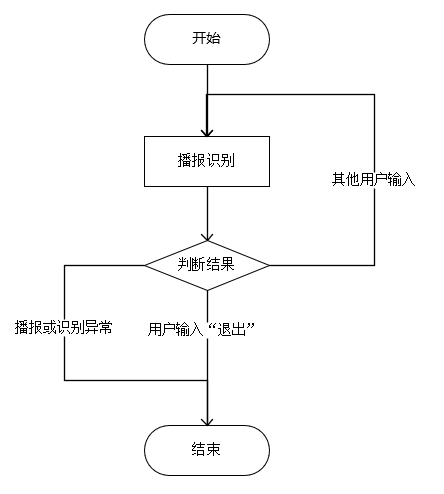 开始
播报识别
其他用户输入
判断结果
播报或识别异常
用户输入“退出”
结束